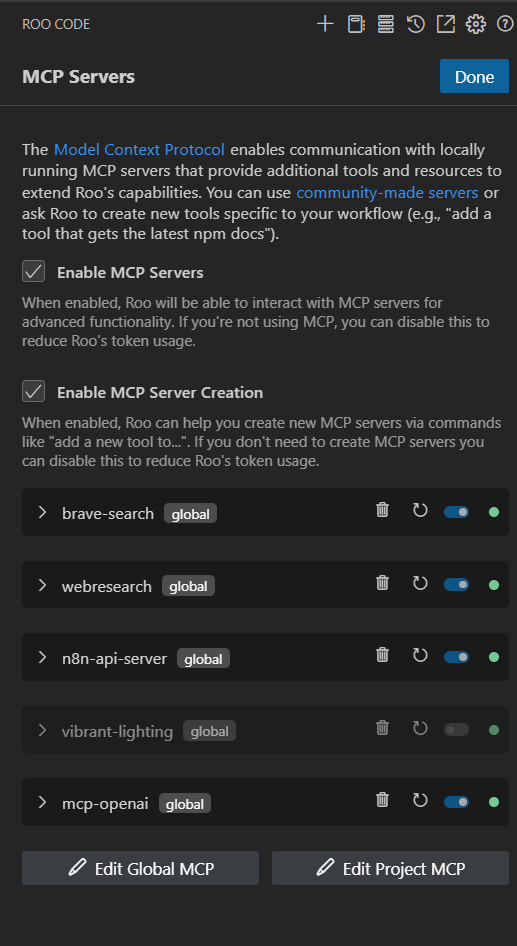 ROO CODE
MCP Servers
Done
The Model Context Protocol enables communication with locally
running MCP servers that provide additional tools and resources to
extend Roo's capabilities. You can use community-made servers or
ask Roo to create new tools specific to your workflow (e.g., "add a
tool that gets the latest npm docs").
Enable MCP Servers
When enabled, Roo will be able to interact with MCP servers for
advanced functionality. If you're not using MCP, you can disable this to
reduce Roo's token usage.
Enable MCP Server Creation
When enabled, Roo can help you create new MCP servers via commands
like "add a new tool to...". If you don't need to create MCP servers you
can disable this to reduce Roo's token usage.
brave-search global
webresearch global
n8n-api-server global
vibrant-lighting global
mcp-openai global
Edit Global MCP
Edit Project MCP